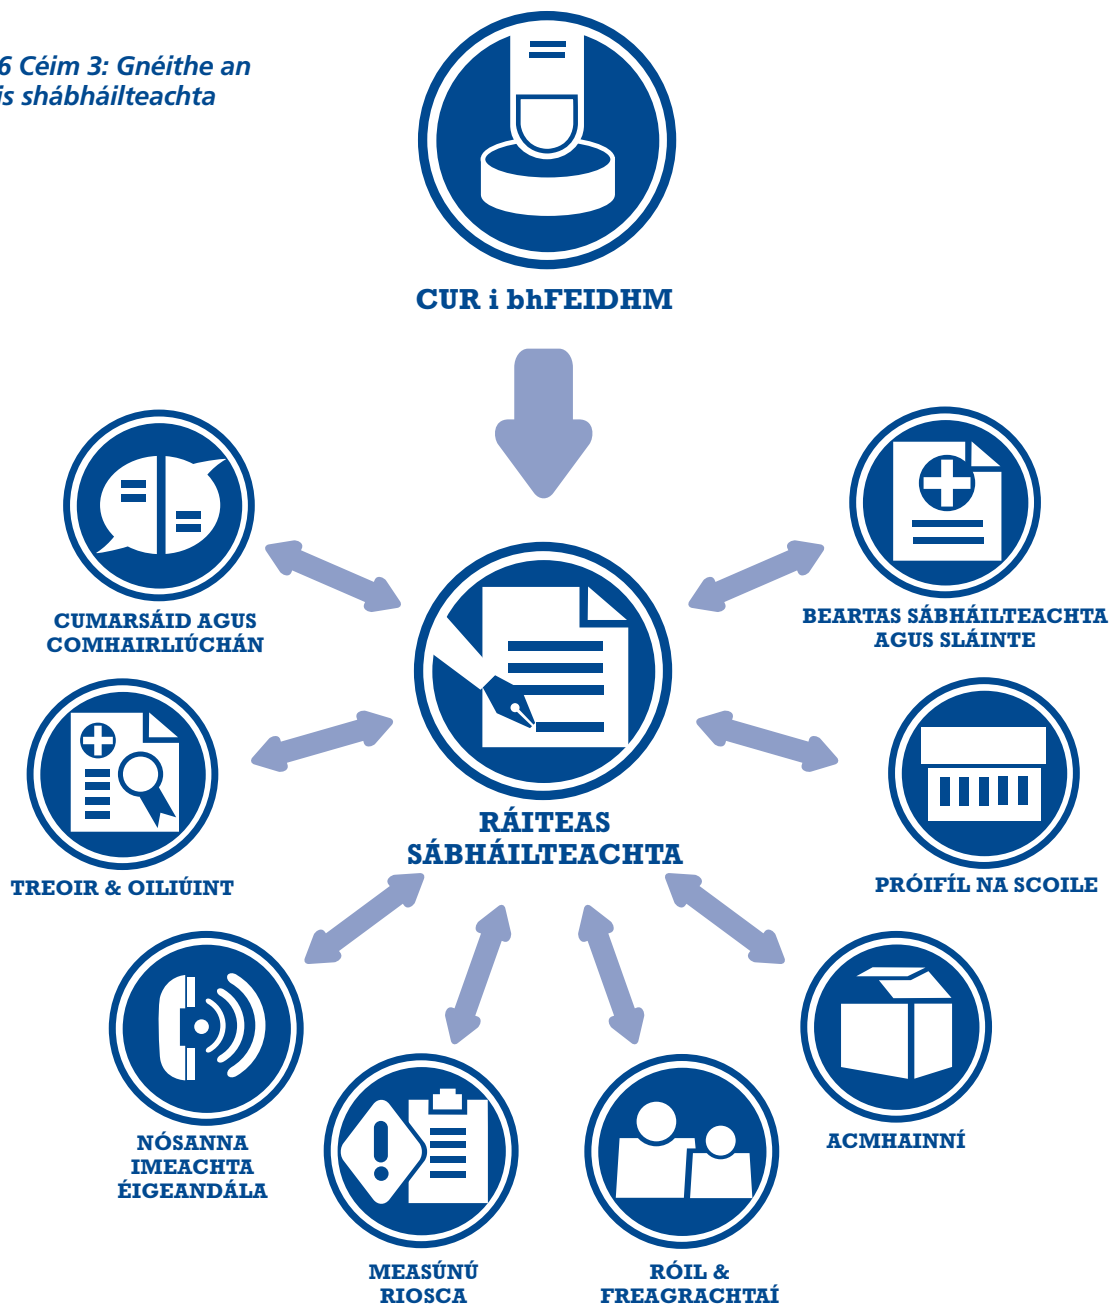 6 Céim 3: Gnéithe an
is shábháilteachta
CUR i bhFEIDHM
CUMARSÁID AGUS
COMHAIRLIÚCHÁN
BEARTAS SÁBHÁILTEACHTA
AGUS SLÁINTE
TREOIR & OILIÚINT
RÁITEAS
SÁBHÁILTEACHTA
PRÓIFÍL NA SCOILE
NÓSANNA
IMEACHTA
ÉIGEANDÁLA
ACMHAINNÍ
MEASÚNÚ
RIOSCA
RÓIL &
FREAGRACHTAÍ